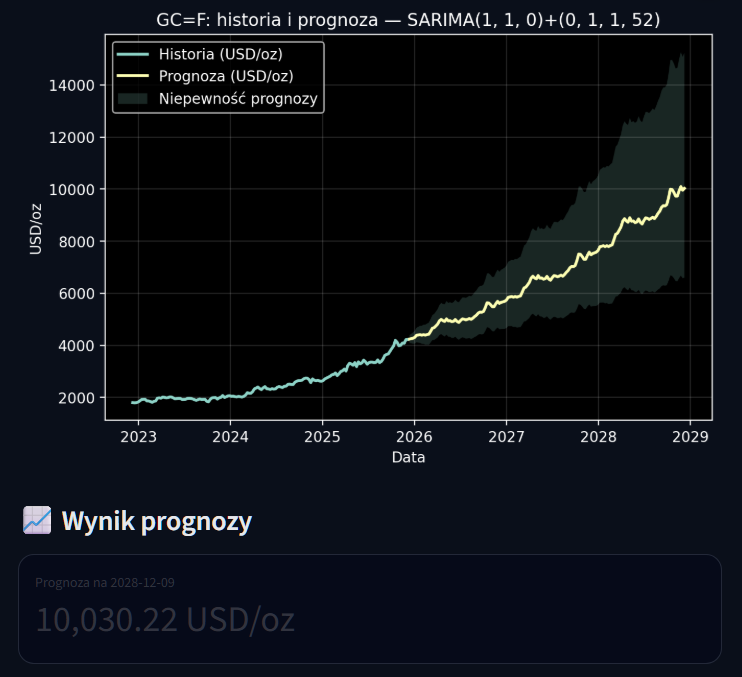 GC=F: historia i prognoza — SARIMA(1, 1, 0)+(0, 1, 1, 52)
Historia (USD/oz)
Prognoza (USD/oz)
Niepewność prognozy
14000
12000
10000
8000
6000
4000
2000
USD/oz
2023 2024 2025 2026 2027 2028 2029
Data
📈 Wynik prognozy
Prognoza na 2028-12-09
10,030.22 USD/oz